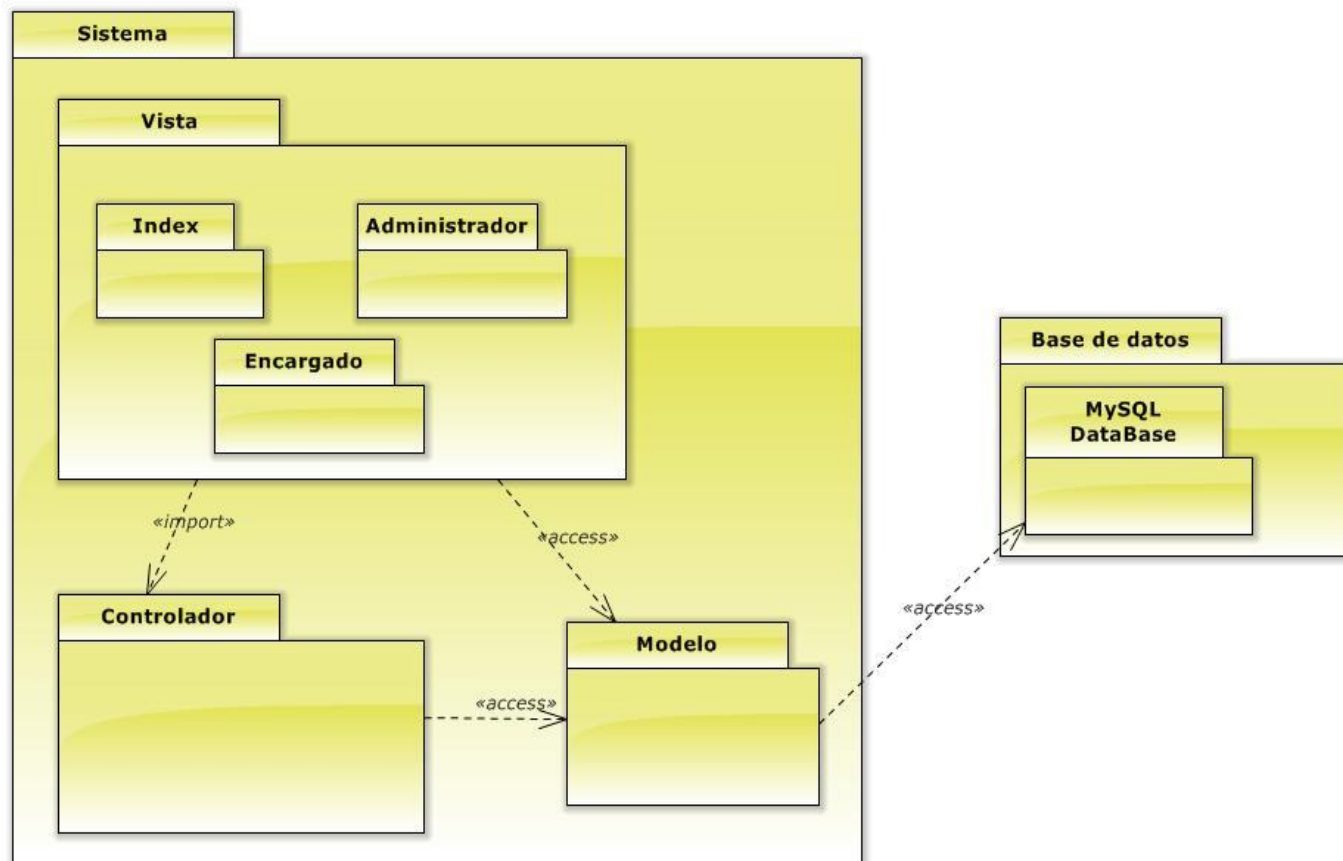 Sistema
Vista
Index
Administrador
Encargado
Base de datos
MySQL
DataBase
«import»
«access»
«access»
Controlador
Modelo
«access»